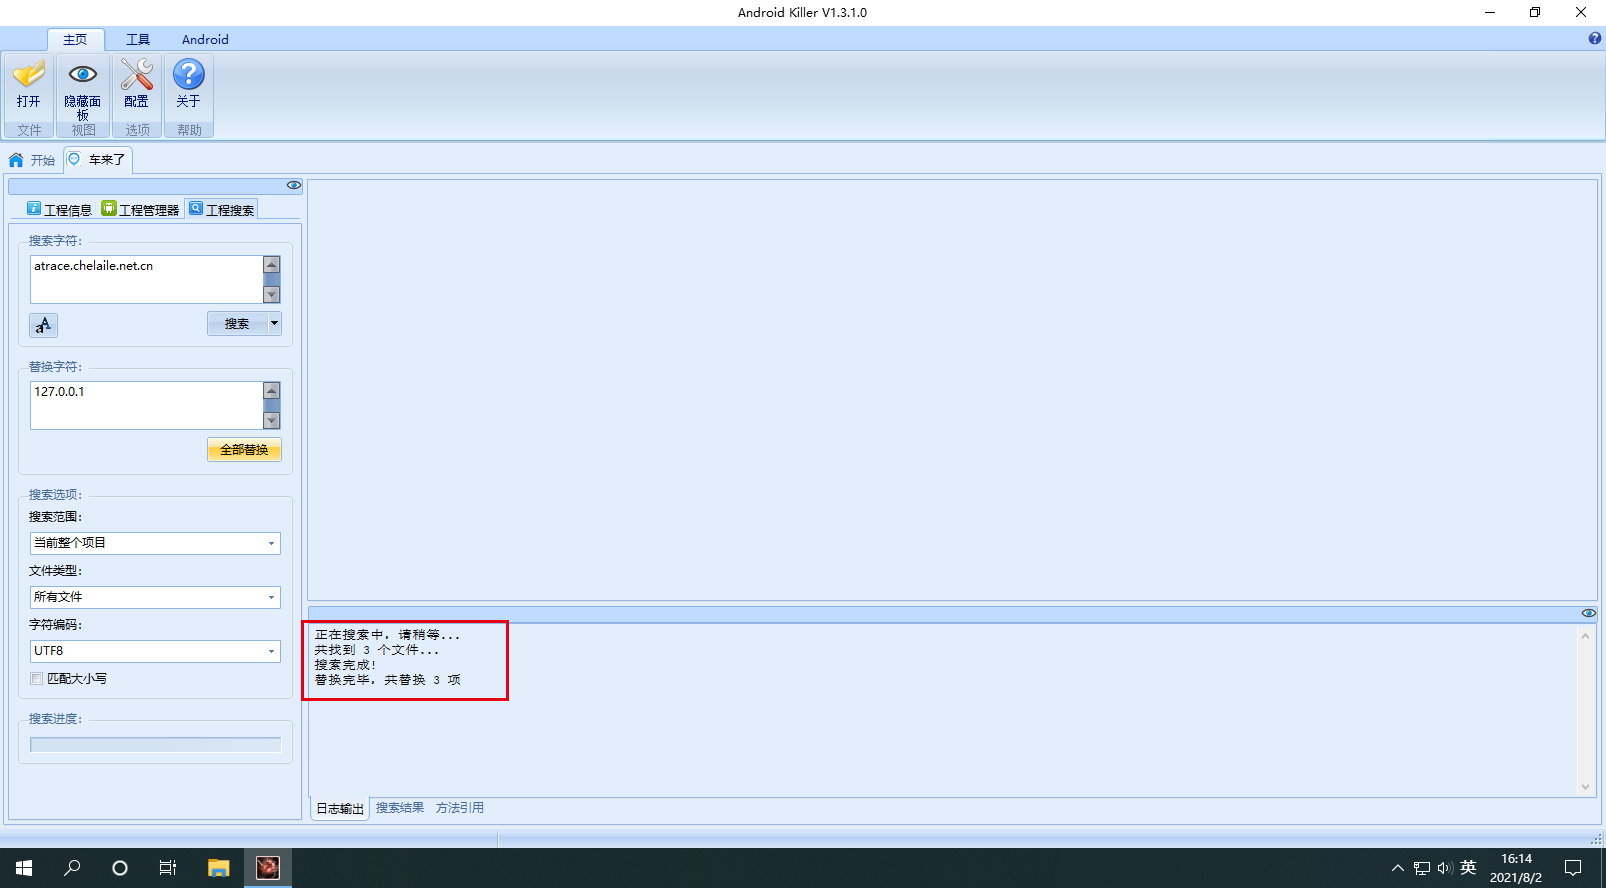 Android Killer V1.3.1.0
主页 工具 Android
打开 隐藏面板 配置 关于
文件 视图 选项 帮助
开始 车来了
工程信息 工程管理器 工程搜索
搜索字符:
atrace.chelaile.net.cn
搜索
替换字符:
127.0.0.1
全部替换
搜索选项:
搜索范围:
当前整个项目
文件类型:
所有文件
字符编码:
UTF8
匹配大小写
搜索进度:
正在搜索中, 请稍等...
共找到 3 个文件...
搜索完成!
替换完毕, 共替换 3 项
日志输出 搜索结果 方法引用
英
16:14
2021/8/2